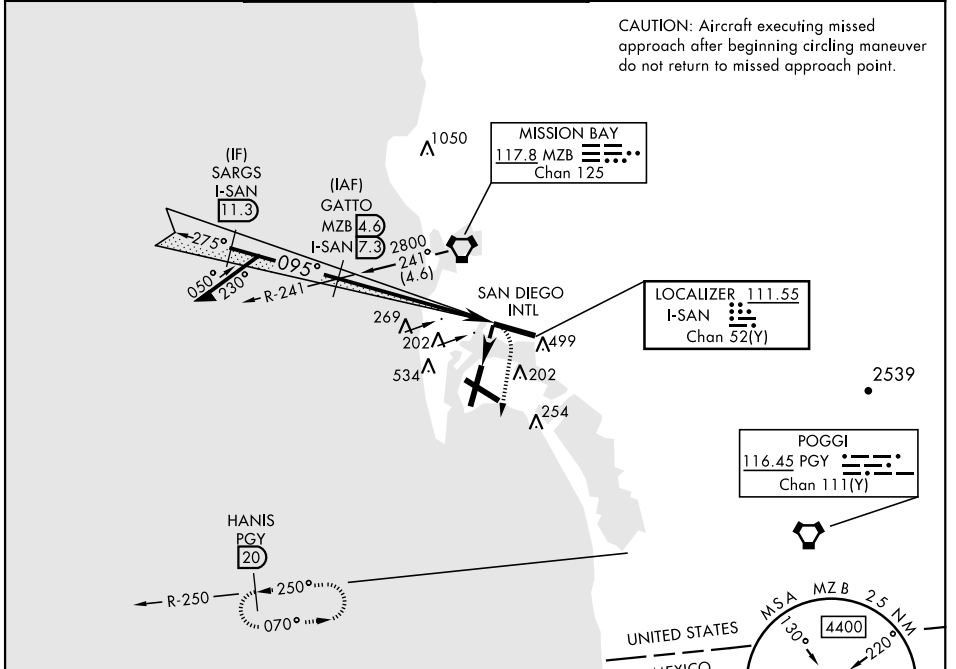 CAUTION: Aircraft executing missed
approach after beginning circling maneuver
do not return to missed approach point.
1050
MISSION BAY
117.8 MZB
Chan 125
(IF)
SARGS
I-SAN
11.3
(IAF)
GATTO
MZB 4.6
I-SAN 7.3
2800
241°
(4.6)
275°
095°
050°
230°
R-241
SAN DIEGO
INTL
LOCALIZER 111.55
I-SAN
Chan 52(Y)
269
202
499
534
202
2539
254
POGGI
116.45 PGY
Chan 111(Y)
HANIS
PGY
20
R-250
250°
070°
MSA MZB 25 NM
UNITED STATES
4400
130°
220°
MEXICO